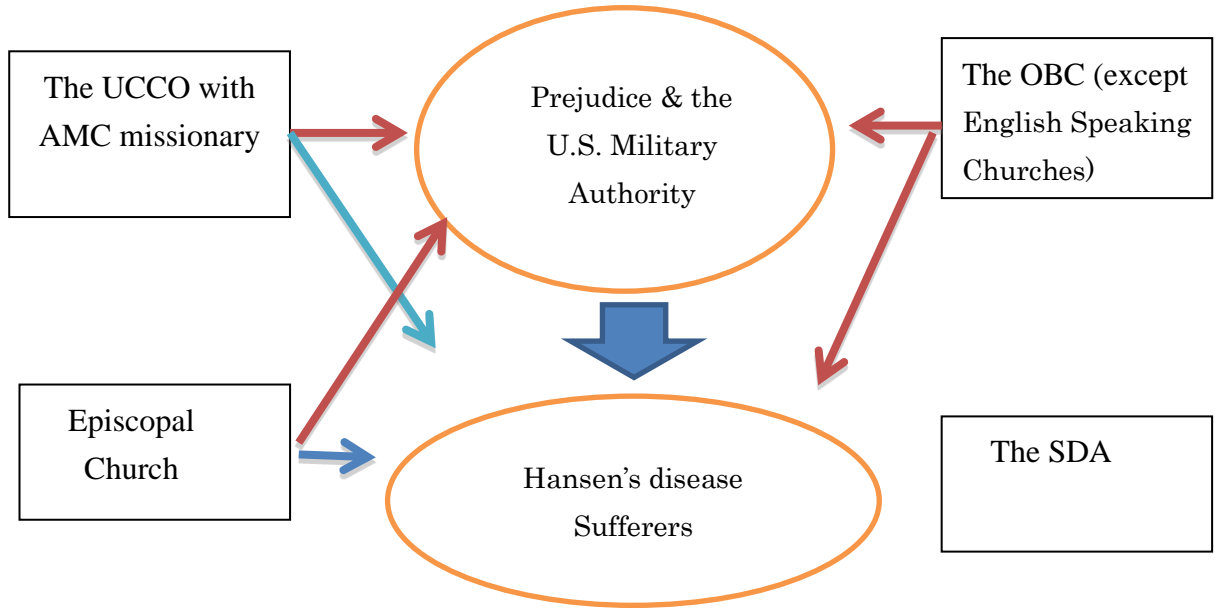 The UCCO with
AMC missionary
Prejudice & the
U.S. Military
Authority
The OBC (except
English Speaking
Churches)
Episcopal
Church
Hansen’s disease
Sufferers
The SDA